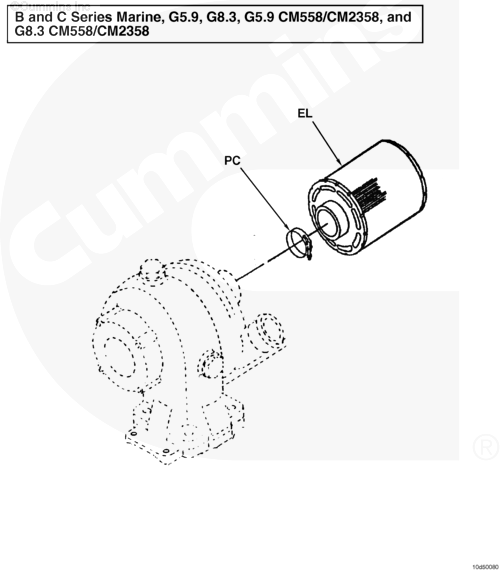 ©Cummins Inc.
B and C Series Marine, G5.9, G8.3, G5.9 CM558/CM2358, and
G8.3 CM558/CM2358
EL
PC
Cummins
®
10d50080